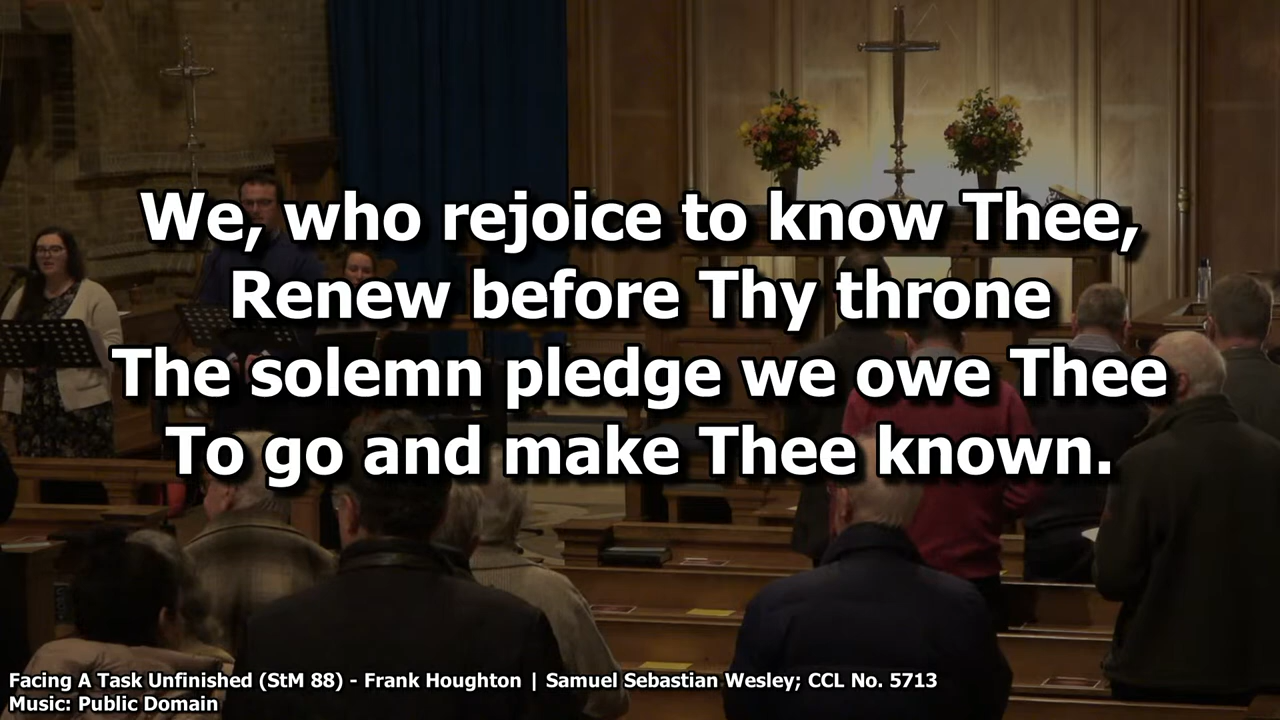 We, who rejoice to know Thee,
Renew before Thy throne
The solemn pledge we owe Thee
To go and make Thee known.
Facing A Task Unfinished (StM 88) - Frank Houghton | Samuel Sebastian Wesley; CCL No. 5713
Music: Public Domain